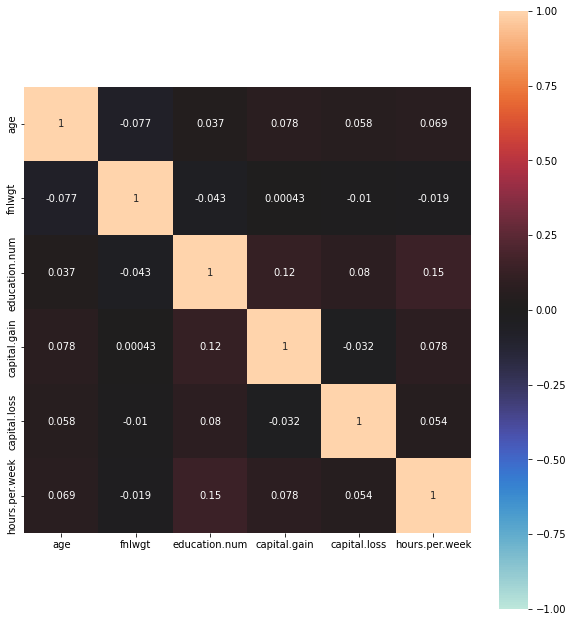 1.00
0.75
0.50
0.25
0.00
−0.25
−0.50
−0.75
−1.00
age 1 -0.077 0.037 0.078 0.058 0.069
fnlwgt -0.077 1 -0.043 0.00043 -0.01 -0.019
education.num 0.037 -0.043 1 0.12 0.08 0.15
capital.gain 0.078 0.00043 0.12 1 -0.032 0.078
capital.loss 0.058 -0.01 0.08 -0.032 1 0.054
hours.per.week 0.069 -0.019 0.15 0.078 0.054 1
age fnlwgt education.num capital.gain capital.loss hours.per.week